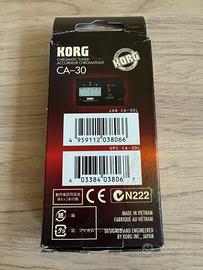 KORG
CHROMATIC TUNER
ACCORDEUR CHROMATIQUE
CA-30
KORG
JAN CA-30L
4 959112 038066
UPC CA-30L
6 03384 03806 7
N222
MADE IN VIETNAM
FABRIQUÉ AU VIETNAM
DESIGNED AND ENGINEERED
BY KORG INC., JAPAN